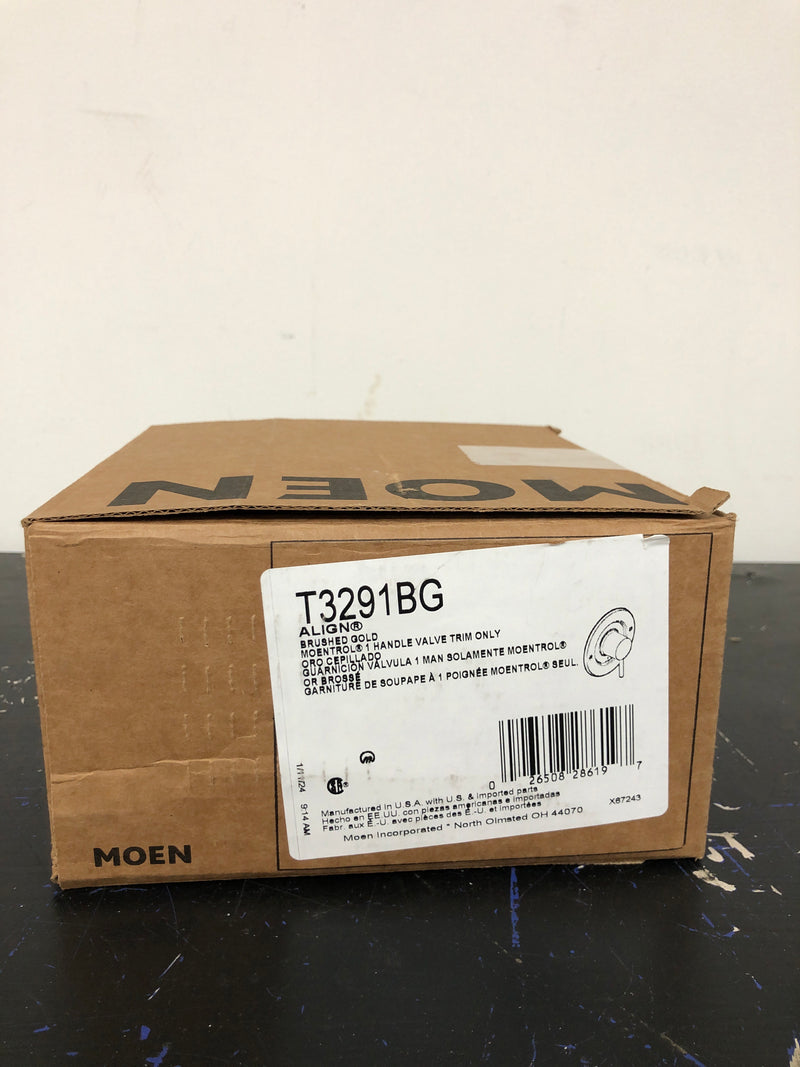 MOEN
T3291BG
ALIGN®
BRUSHED GOLD
MOENTROL® 1 HANDLE VALVE TRIM ONLY
ORO CEPILLADO
GUARNICIÓN VÁLVULA 1 MAN SOLAMENTE MOENTROL®
OR BROSSÉ
GARNITURE DE SOUPAPE À 1 POIGNÉE MOENTROL® SEUL.
0 26508 28619 7
9:14 AM
Manufactured in U.S.A. with U.S. & imported parts
Hecho en EE.UU. con piezas americanas e importadas
Fabr. aux É.-U. avec pièces des É.-U. et importées
X67243
Moen Incorporated * North Olmsted OH 44070
MOEN